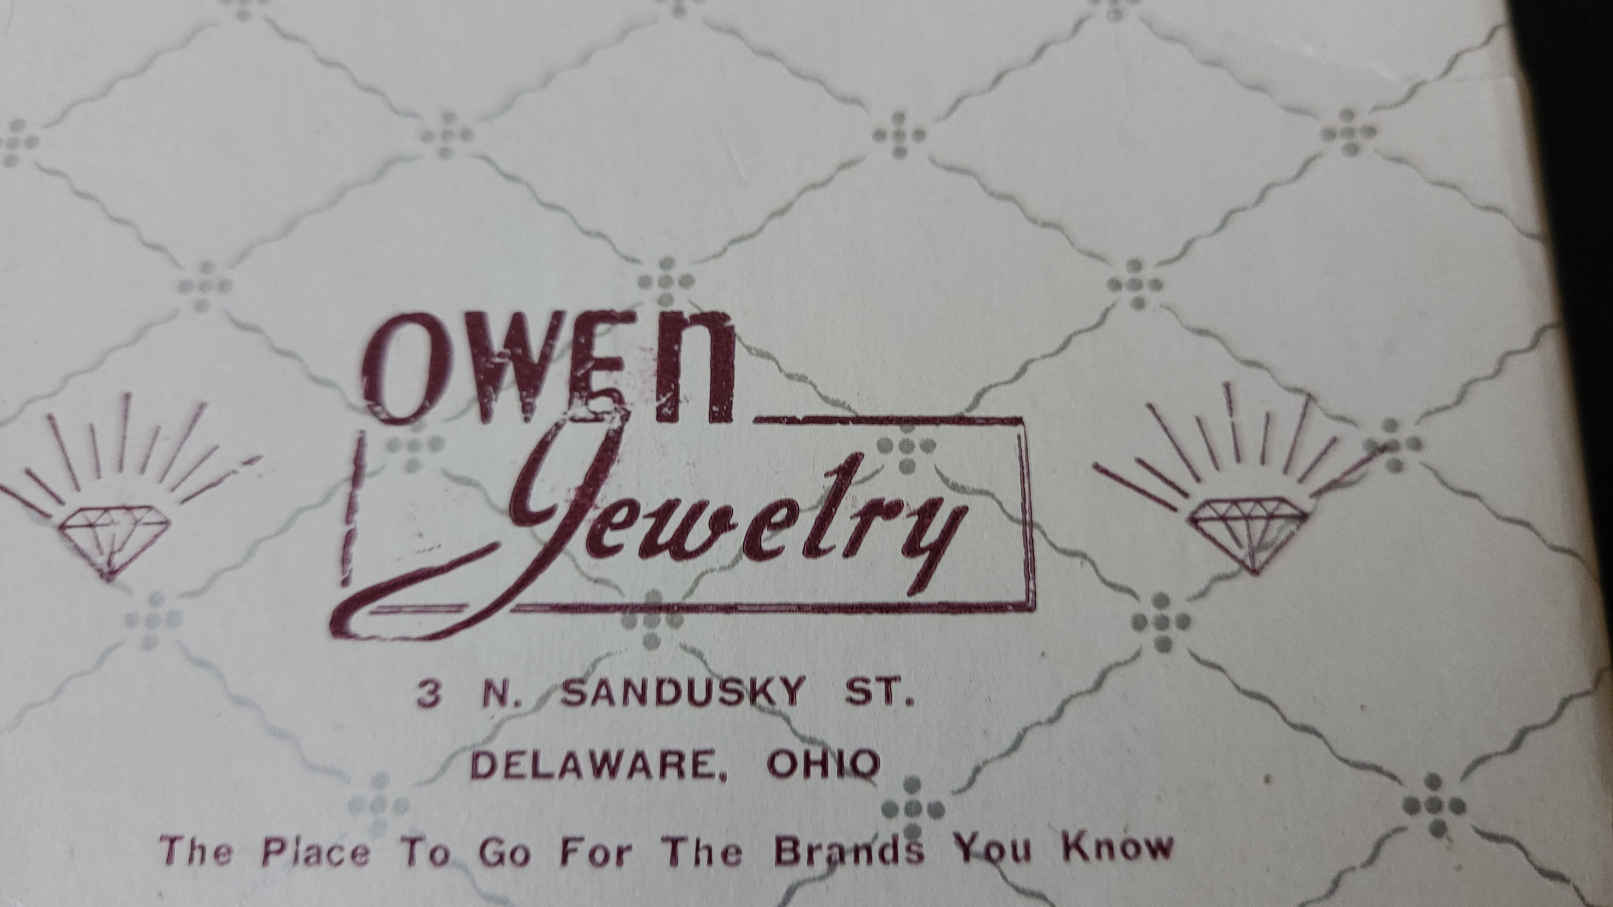 OWEN
Jewelry
3 N. SANDUSKY ST.
DELAWARE, OHIO
The Place To Go For The Brands You Know